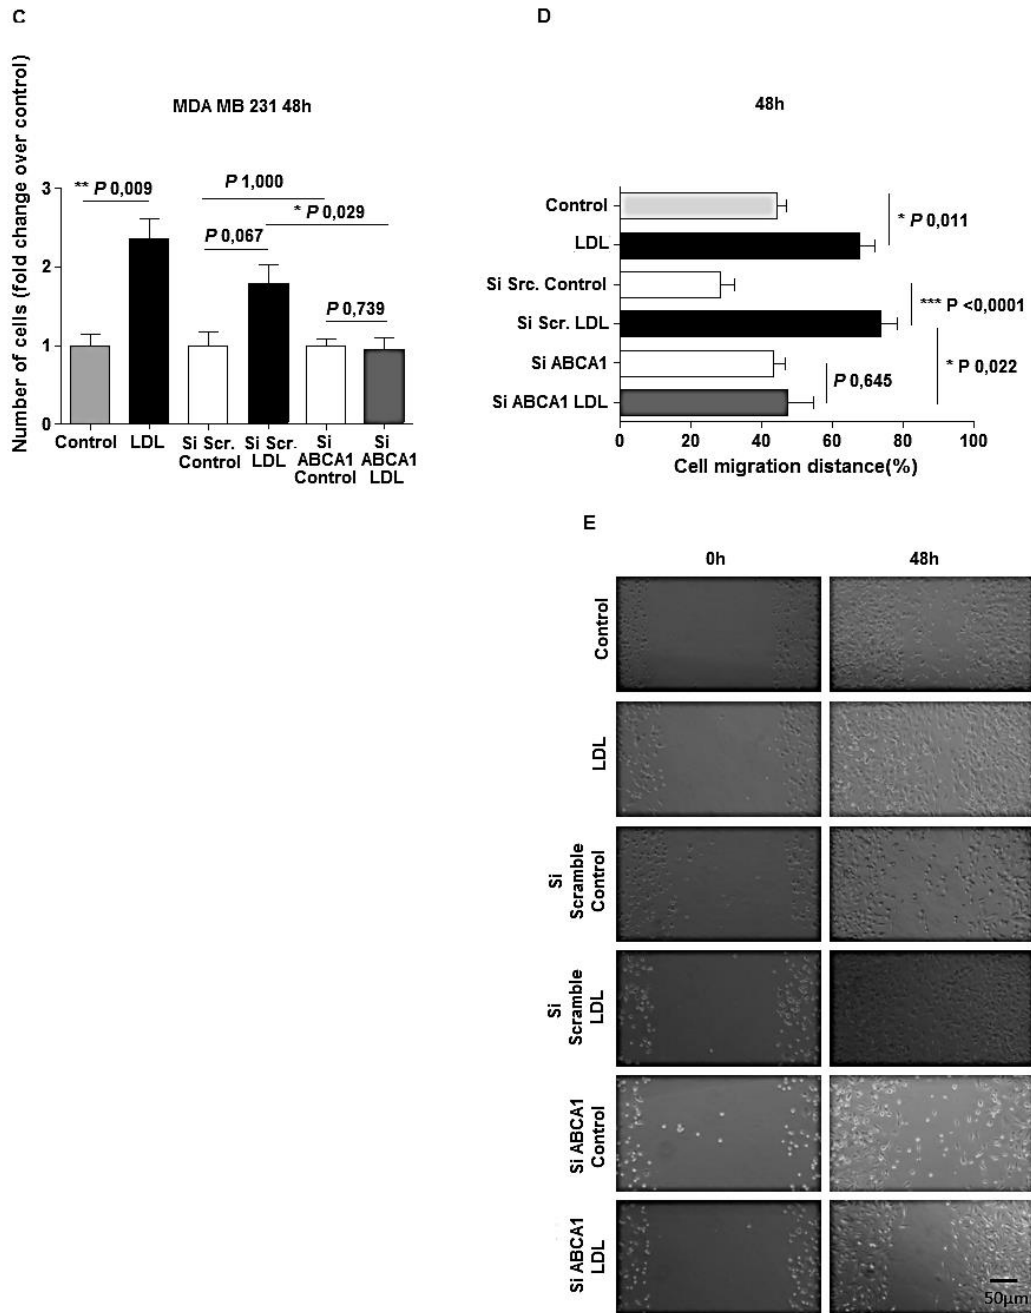 C
MDA MB 231 48h
Number of cells (fold change over control)
3
2
1
0
** P 0,009
P 1,000
* P 0,029
P 0,067
P 0,739
Control
LDL
Si Scr.
Control
Si Scr.
LDL
Si
ABCA1
Control
Si
ABCA1
LDL
D
48h
Control
LDL
Si Src. Control
Si Scr. LDL
Si ABCA1
Si ABCA1 LDL
* P 0,011
*** P <0,0001
* P 0,022
P 0,645
0
20
40
60
80
100
Cell migration distance(%)
E
0h
48h
Control
LDL
Si
Scramble
Control
Si
Scramble
LDL
Si ABCA1
Control
Si ABCA1
LDL
50µm